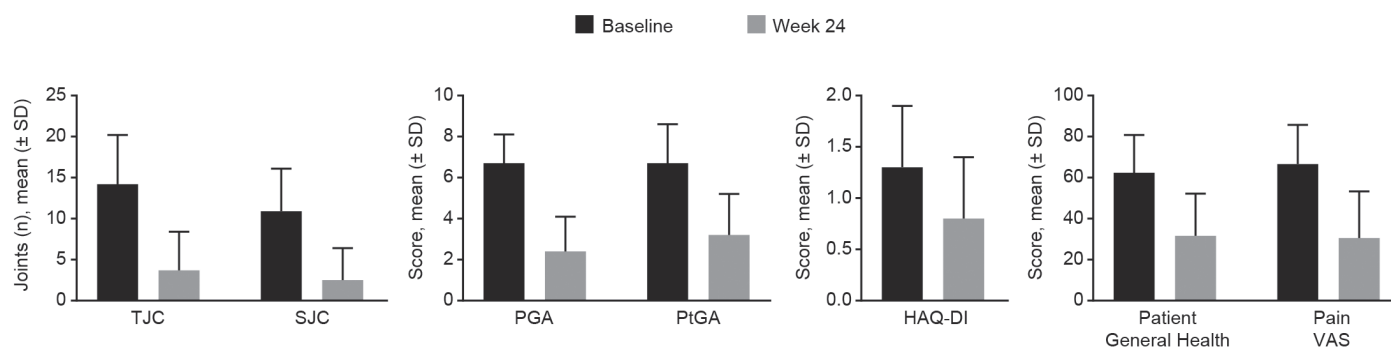 Baseline Week 24
Joints (n), mean (± SD)
25
20
15
10
5
0
TJC SJC
Score, mean (± SD)
10
8
6
4
2
0
PGA PtGA
Score, mean (± SD)
2.0
1.5
1.0
0.5
0.0
HAQ-DI
Score, mean (± SD)
100
80
60
40
20
0
Patient
General Health
Pain
VAS